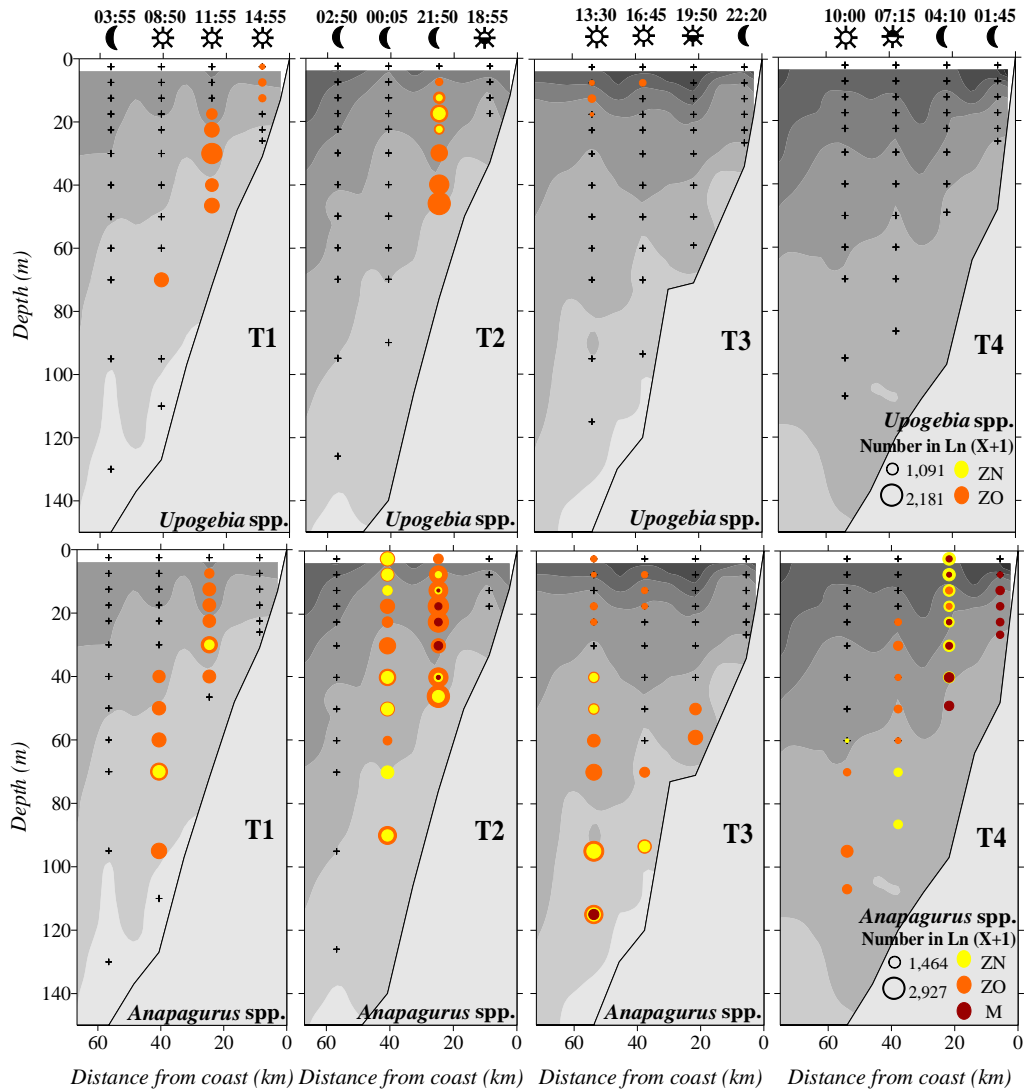 03:55 08:50 11:55 14:55 02:50 00:05 21:50 18:55 13:30 16:45 19:50 22:20 10:00 07:15 04:10 01:45
0
20
40
60
80
100
120
140
Depth (m)
T1
T2
T3
T4
Upogebia spp.
Upogebia spp.
Upogebia spp.
Upogebia spp.
Number in Ln (X+1)
1,091 ZN
2,181 ZO
0
20
40
60
80
100
120
140
Depth (m)
T1
T2
T3
T4
Anapagurus spp.
Anapagurus spp.
Anapagurus spp.
Anapagurus spp.
Number in Ln (X+1)
1,464 ZN
2,927 ZO
M
60 40 20 0 60 40 20 0 60 40 20 0 60 40 20 0
Distance from coast (km) Distance from coast (km) Distance from coast (km) Distance from coast (km)